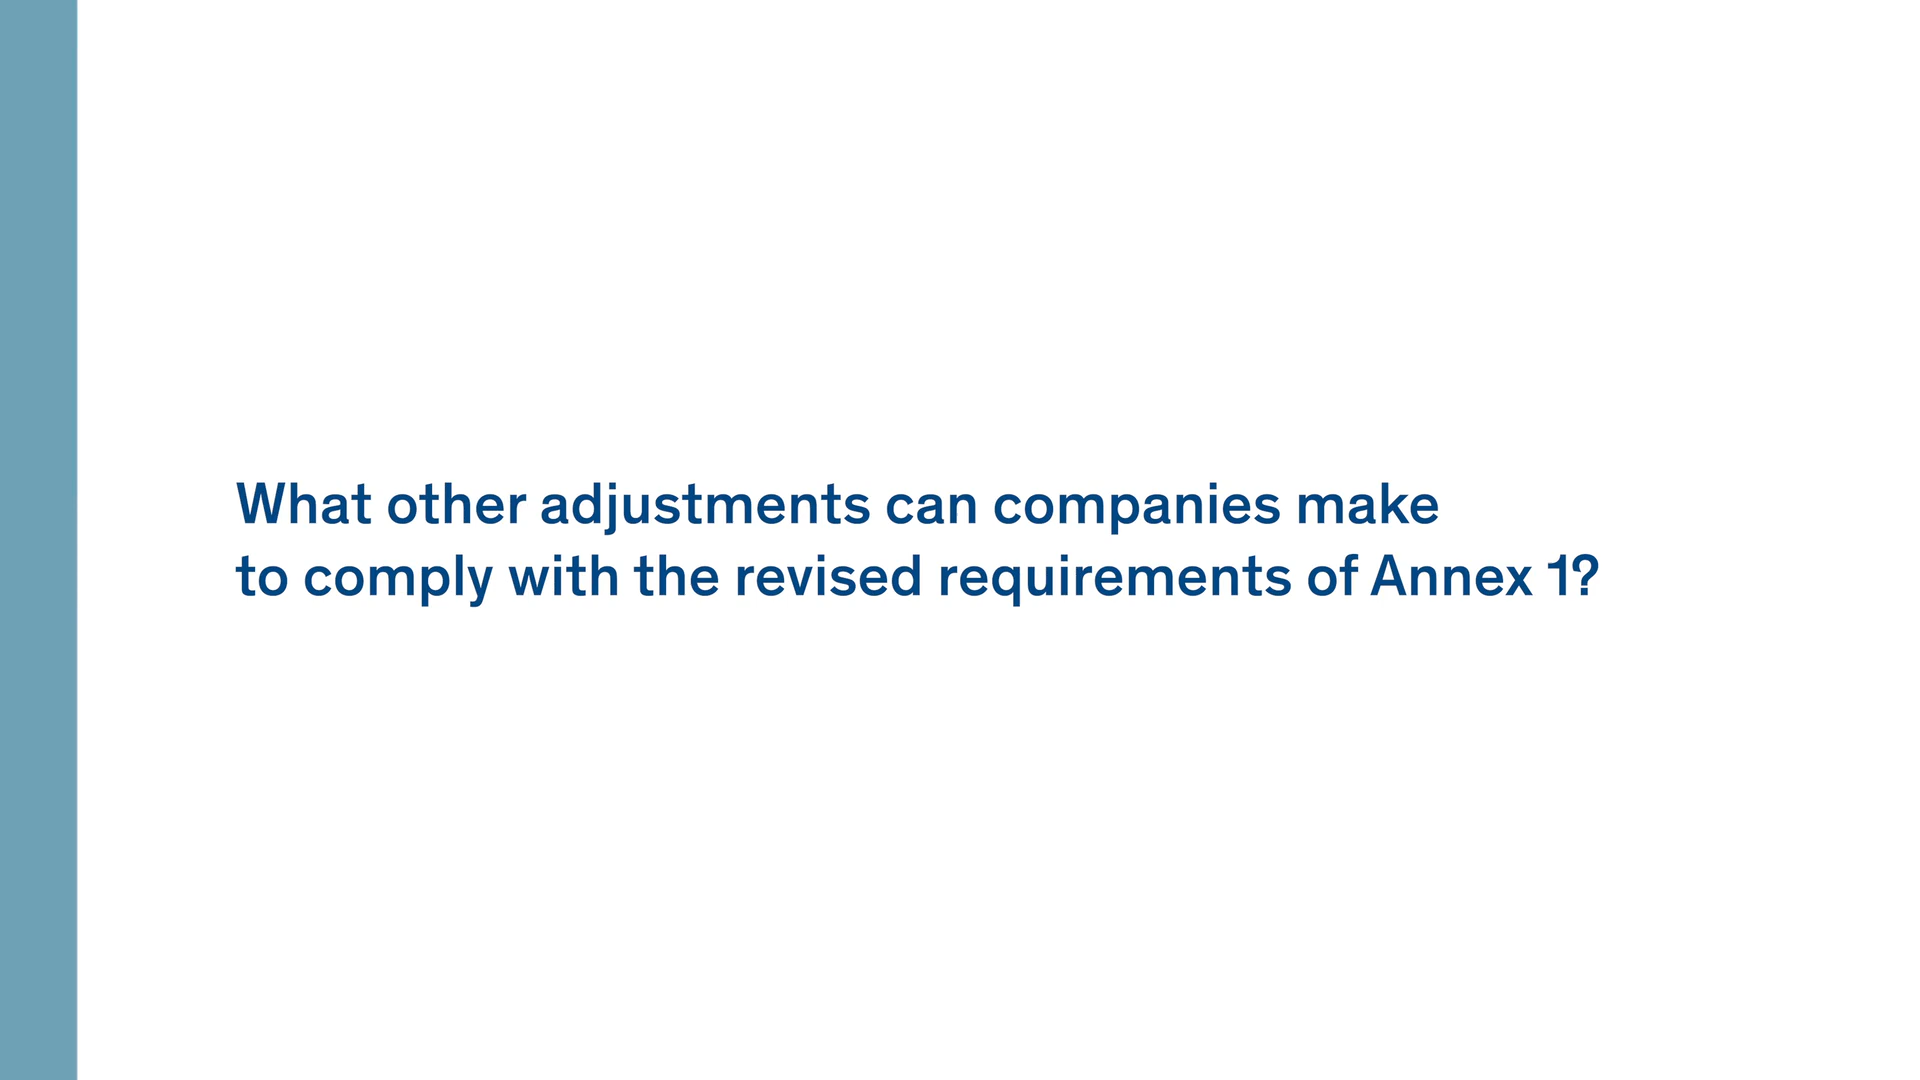 What other adjustments can companies make
to comply with the revised requirements of Annex 1?